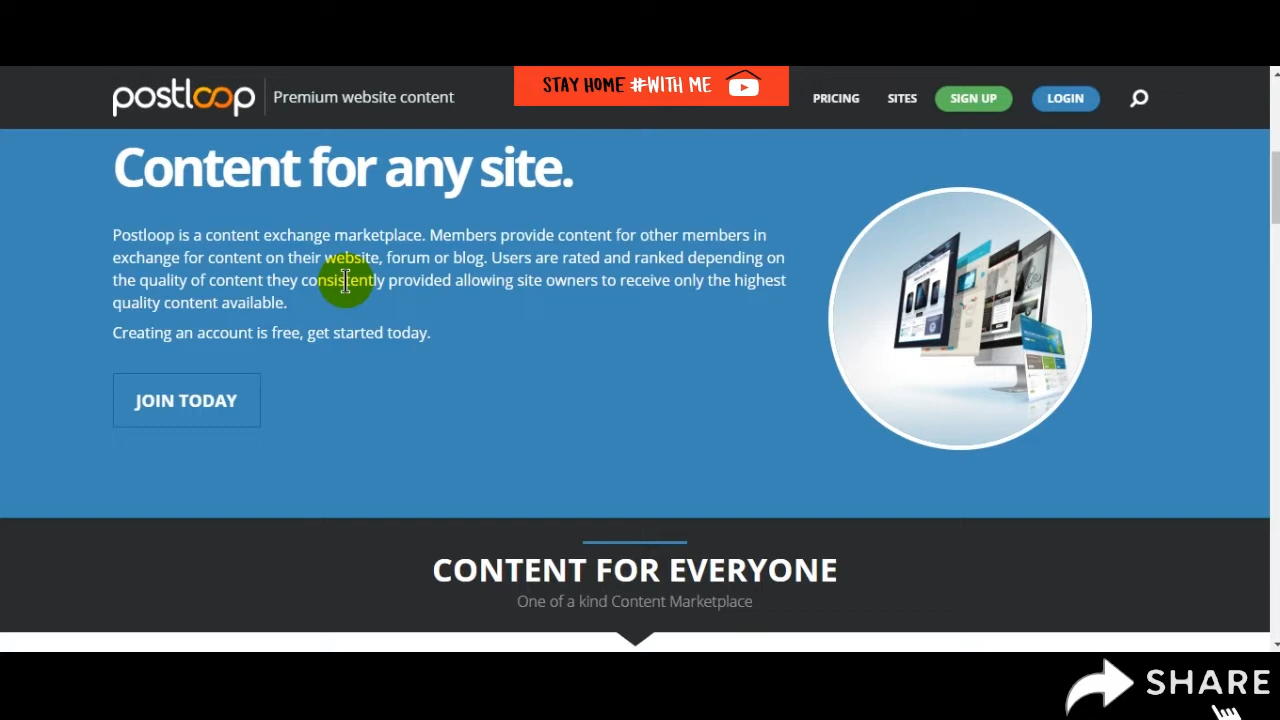 postloop
Premium website content
STAY HOME #WITH ME
PRICING
SITES
SIGN UP
LOGIN
Content for any site.
Postloop is a content exchange marketplace. Members provide content for other members in
exchange for content on their website, forum or blog. Users are rated and ranked depending on
the quality of content they consistently provided allowing site owners to receive only the highest
quality content available.
Creating an account is free, get started today.
JOIN TODAY
CONTENT FOR EVERYONE
One of a kind Content Marketplace
SHARE